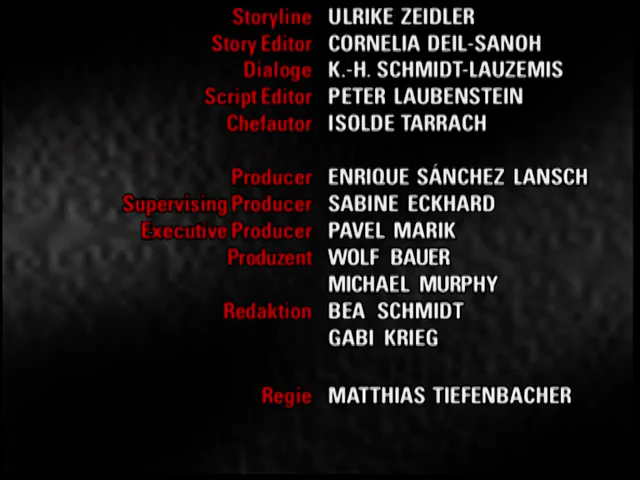 Storyline ULRIKE ZEIDLER
Story Editor CORNELIA DEIL-SANOH
Dialoge K.-H. SCHMIDT-LAUZEMIS
Script Editor PETER LAUBENSTEIN
Chefautor ISOLDE TARRACH
Producer ENRIQUE SÁNCHEZ LANSCH
Supervising Producer SABINE ECKHARD
Executive Producer PAVEL MARIK
Produzent WOLF BAUER
MICHAEL MURPHY
Redaktion BEA SCHMIDT
GABI KRIEG
Regie MATTHIAS TIEFENBACHER